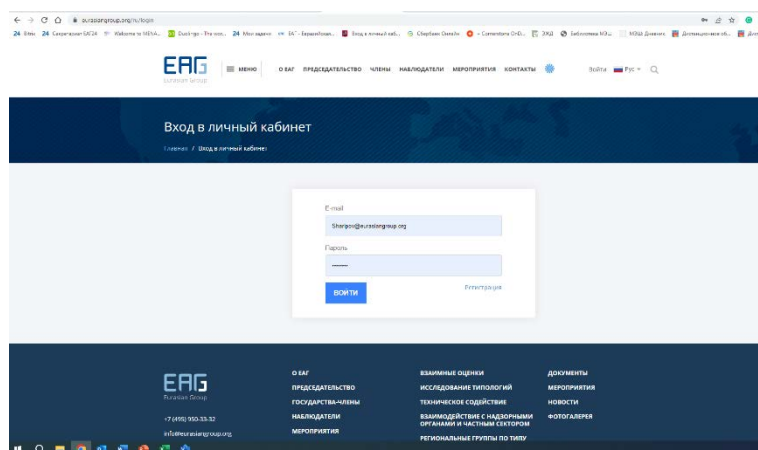 eurasiangroup.org/ru/login
24 Bitrix
EAG
Eurasian Group
МЕНЮ
О ЕАГ ПРЕДСЕДАТЕЛЬСТВО ЧЛЕНЫ НАБЛЮДАТЕЛИ МЕРОПРИЯТИЯ КОНТАКТЫ
Войти Рус
Вход в личный кабинет
Главная / Вход в личный кабинет
E-mail
Sharipov@eurasiangroup.org
Пароль
ВОЙТИ
Регистрация
EAG
Eurasian Group
+7 (495) 950-33-32
info@eurasiangroup.org
О ЕАГ
ПРЕДСЕДАТЕЛЬСТВО
ГОСУДАРСТВА-ЧЛЕНЫ
НАБЛЮДАТЕЛИ
МЕРОПРИЯТИЯ
ВЗАИМНЫЕ ОЦЕНКИ
ИССЛЕДОВАНИЕ ТИПОЛОГИЙ
ТЕХНИЧЕСКОЕ СОДЕЙСТВИЕ
ВЗАИМОДЕЙСТВИЕ С НАДЗОРНЫМИ
ОРГАНАМИ И ЧАСТНЫМ СЕКТОРОМ
РЕГИОНАЛЬНЫЕ ГРУППЫ ПО ТИПУ
ДОКУМЕНТЫ
МЕРОПРИЯТИЯ
НОВОСТИ
ФОТОГАЛЕРЕЯ